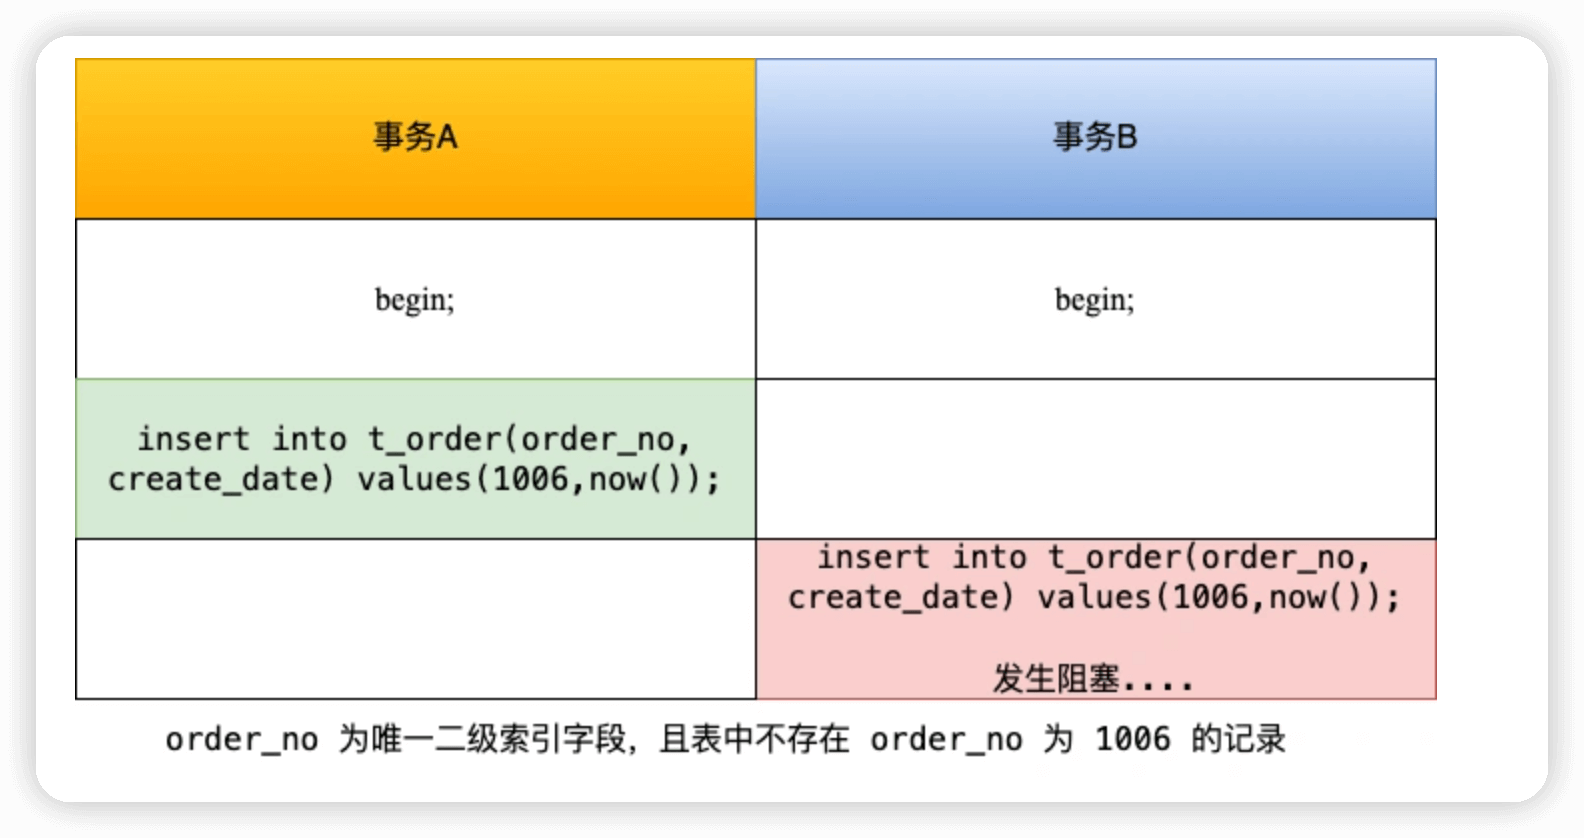 事务A
事务B
begin;
begin;
insert into t_order(order_no,
create_date) values(1006,now());
insert into t_order(order_no,
create_date) values(1006,now());
发生阻塞....
order_no 为唯一二级索引字段，且表中不存在 order_no 为 1006 的记录